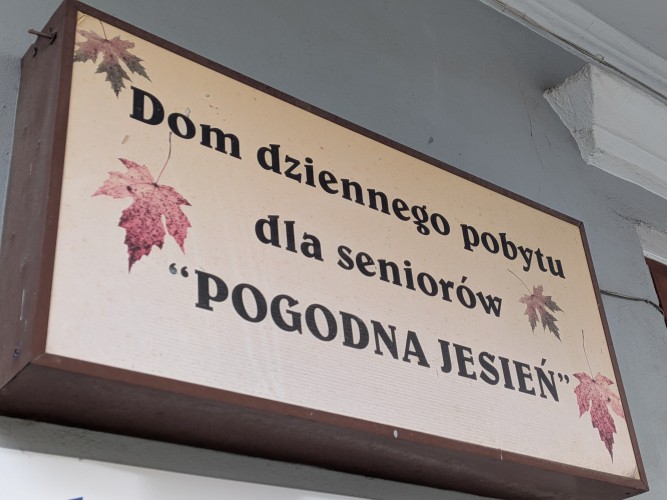 Dom dziennego pobytu
dla seniorów
“POGODNA JESIEŃ”